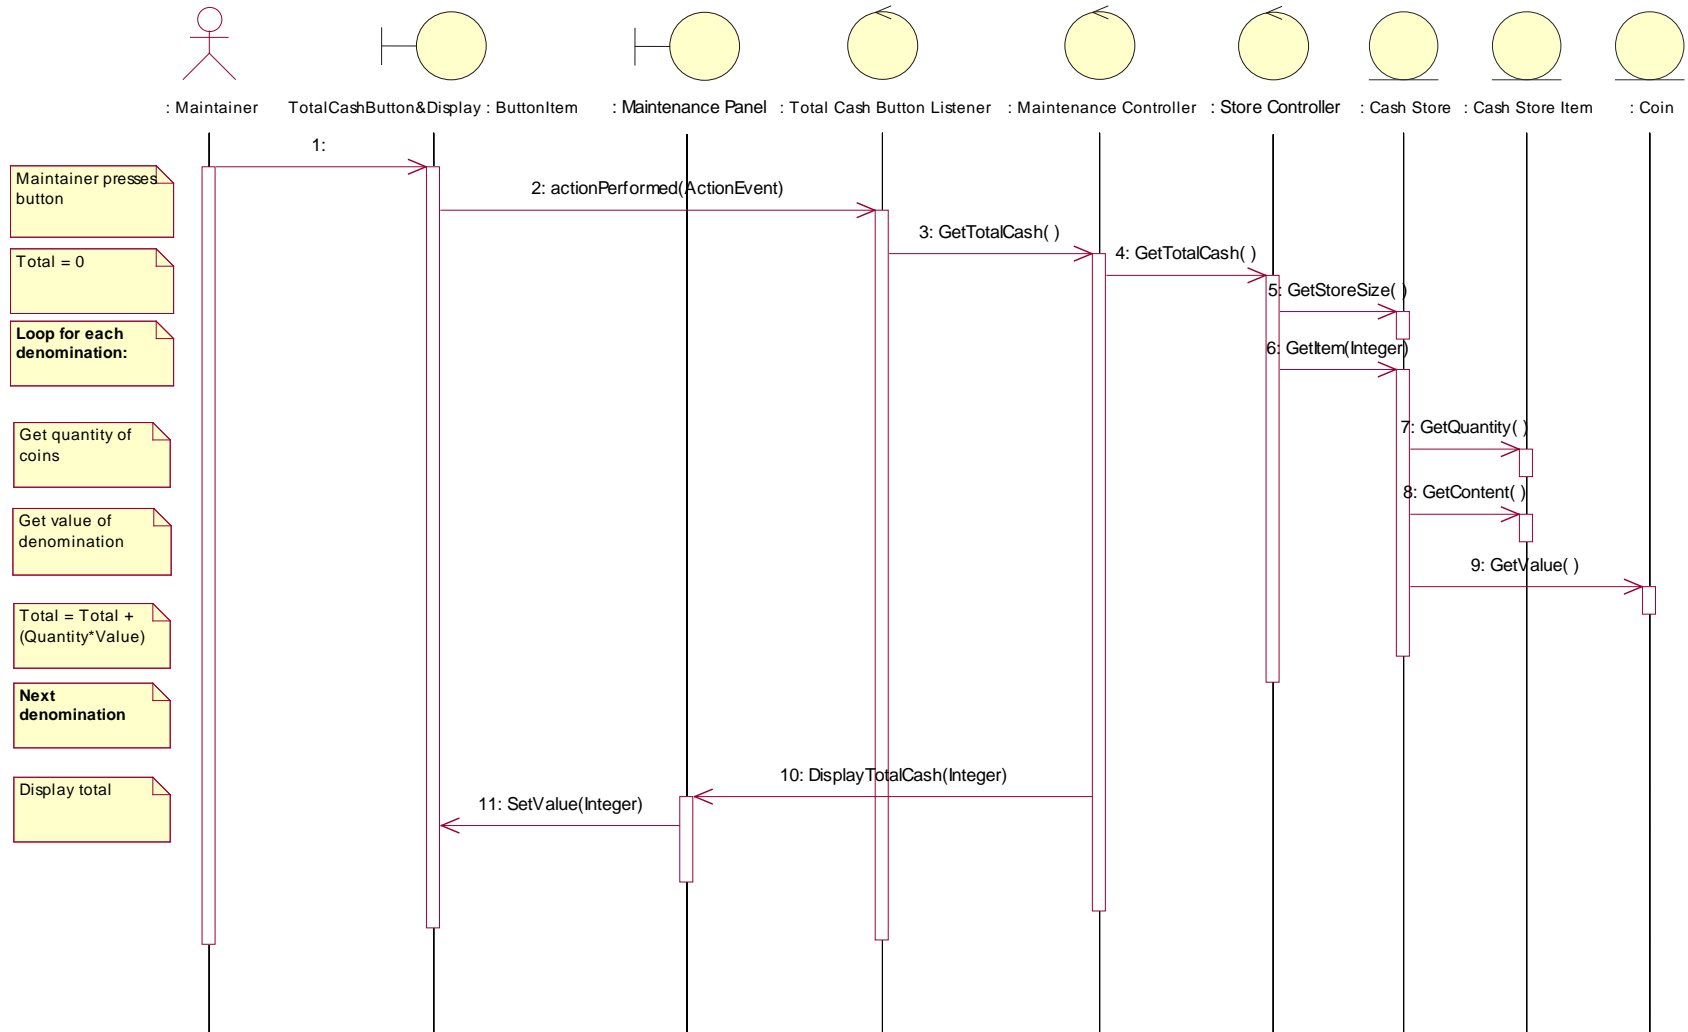 : Maintainer
TotalCashButton&Display : ButtonItem
: Maintenance Panel
: Total Cash Button Listener
: Maintenance Controller
: Store Controller
: Cash Store
: Cash Store Item
: Coin
1:
Maintainer presses
button
2: actionPerformed(ActionEvent)
3: GetTotalCash( )
Total = 0
4: GetTotalCash( )
5: GetStoreSize( )
Loop for each
denomination:
6: GetItem(Integer)
Get quantity of
coins
7: GetQuantity( )
8: GetContent( )
Get value of
denomination
9: GetValue( )
Total = Total +
(Quantity*Value)
Next
denomination
10: DisplayTotalCash(Integer)
Display total
11: SetValue(Integer)